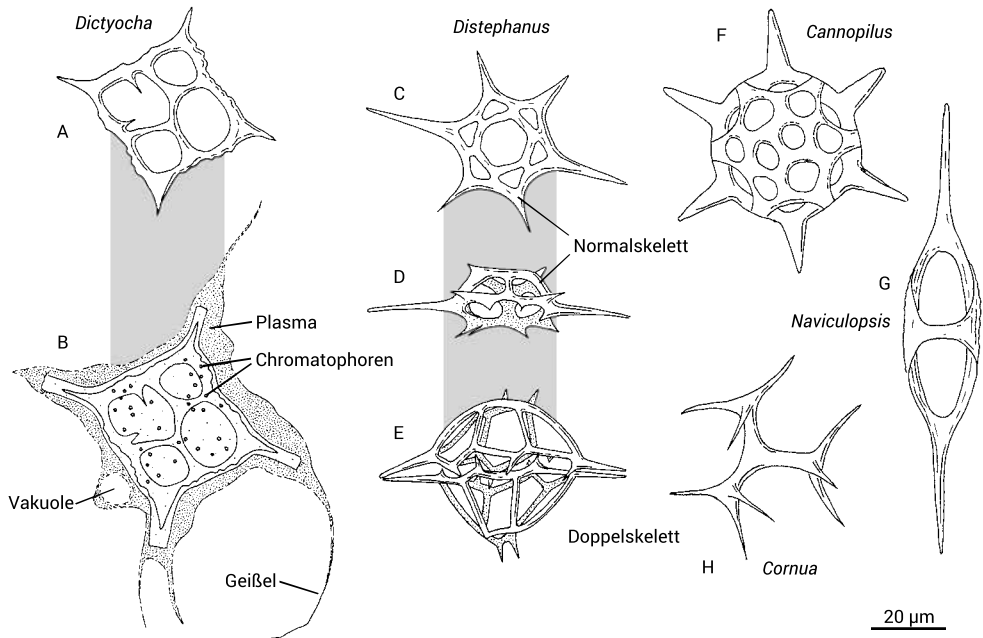 Dictyocha
A
B
Plasma
Chromatophoren
Vakuole
Geißel
Distephanus
C
Normalskelett
D
E
Doppelskelett
F
Cannopilus
G
Naviculopsis
H
Cornua
20 µm